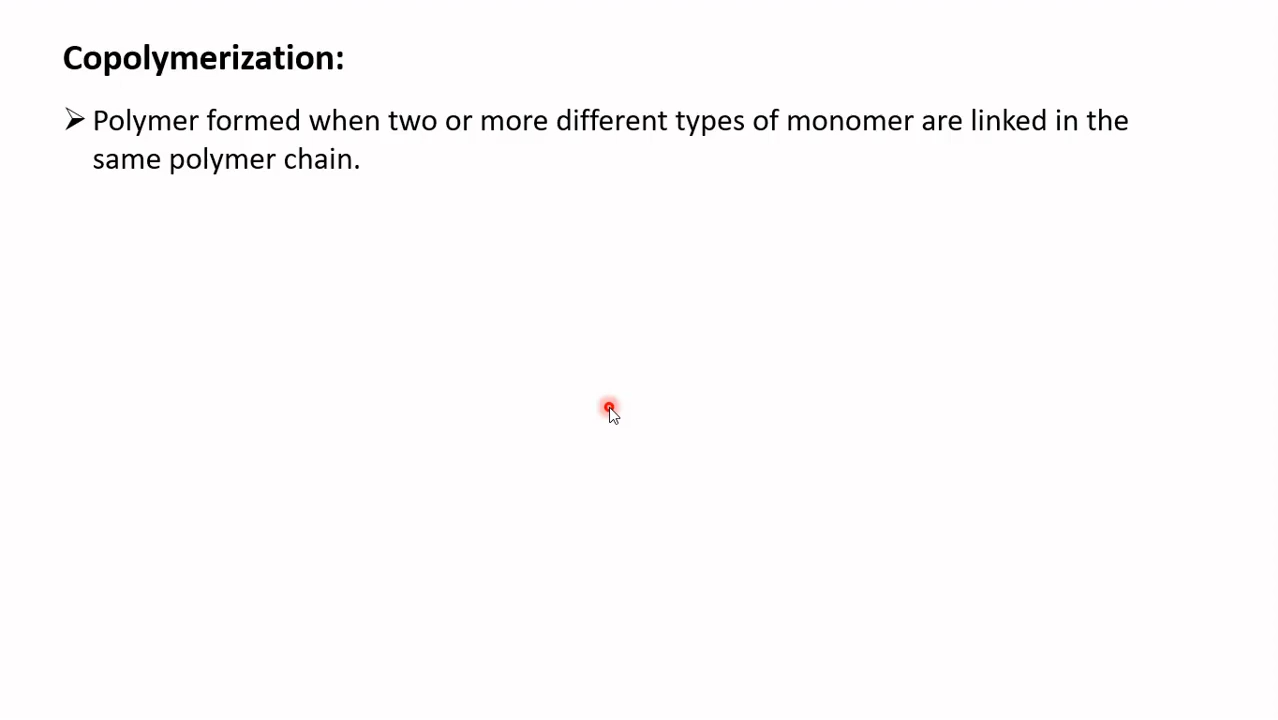 Copolymerization:
➢ Polymer formed when two or more different types of monomer are linked in the
same polymer chain.